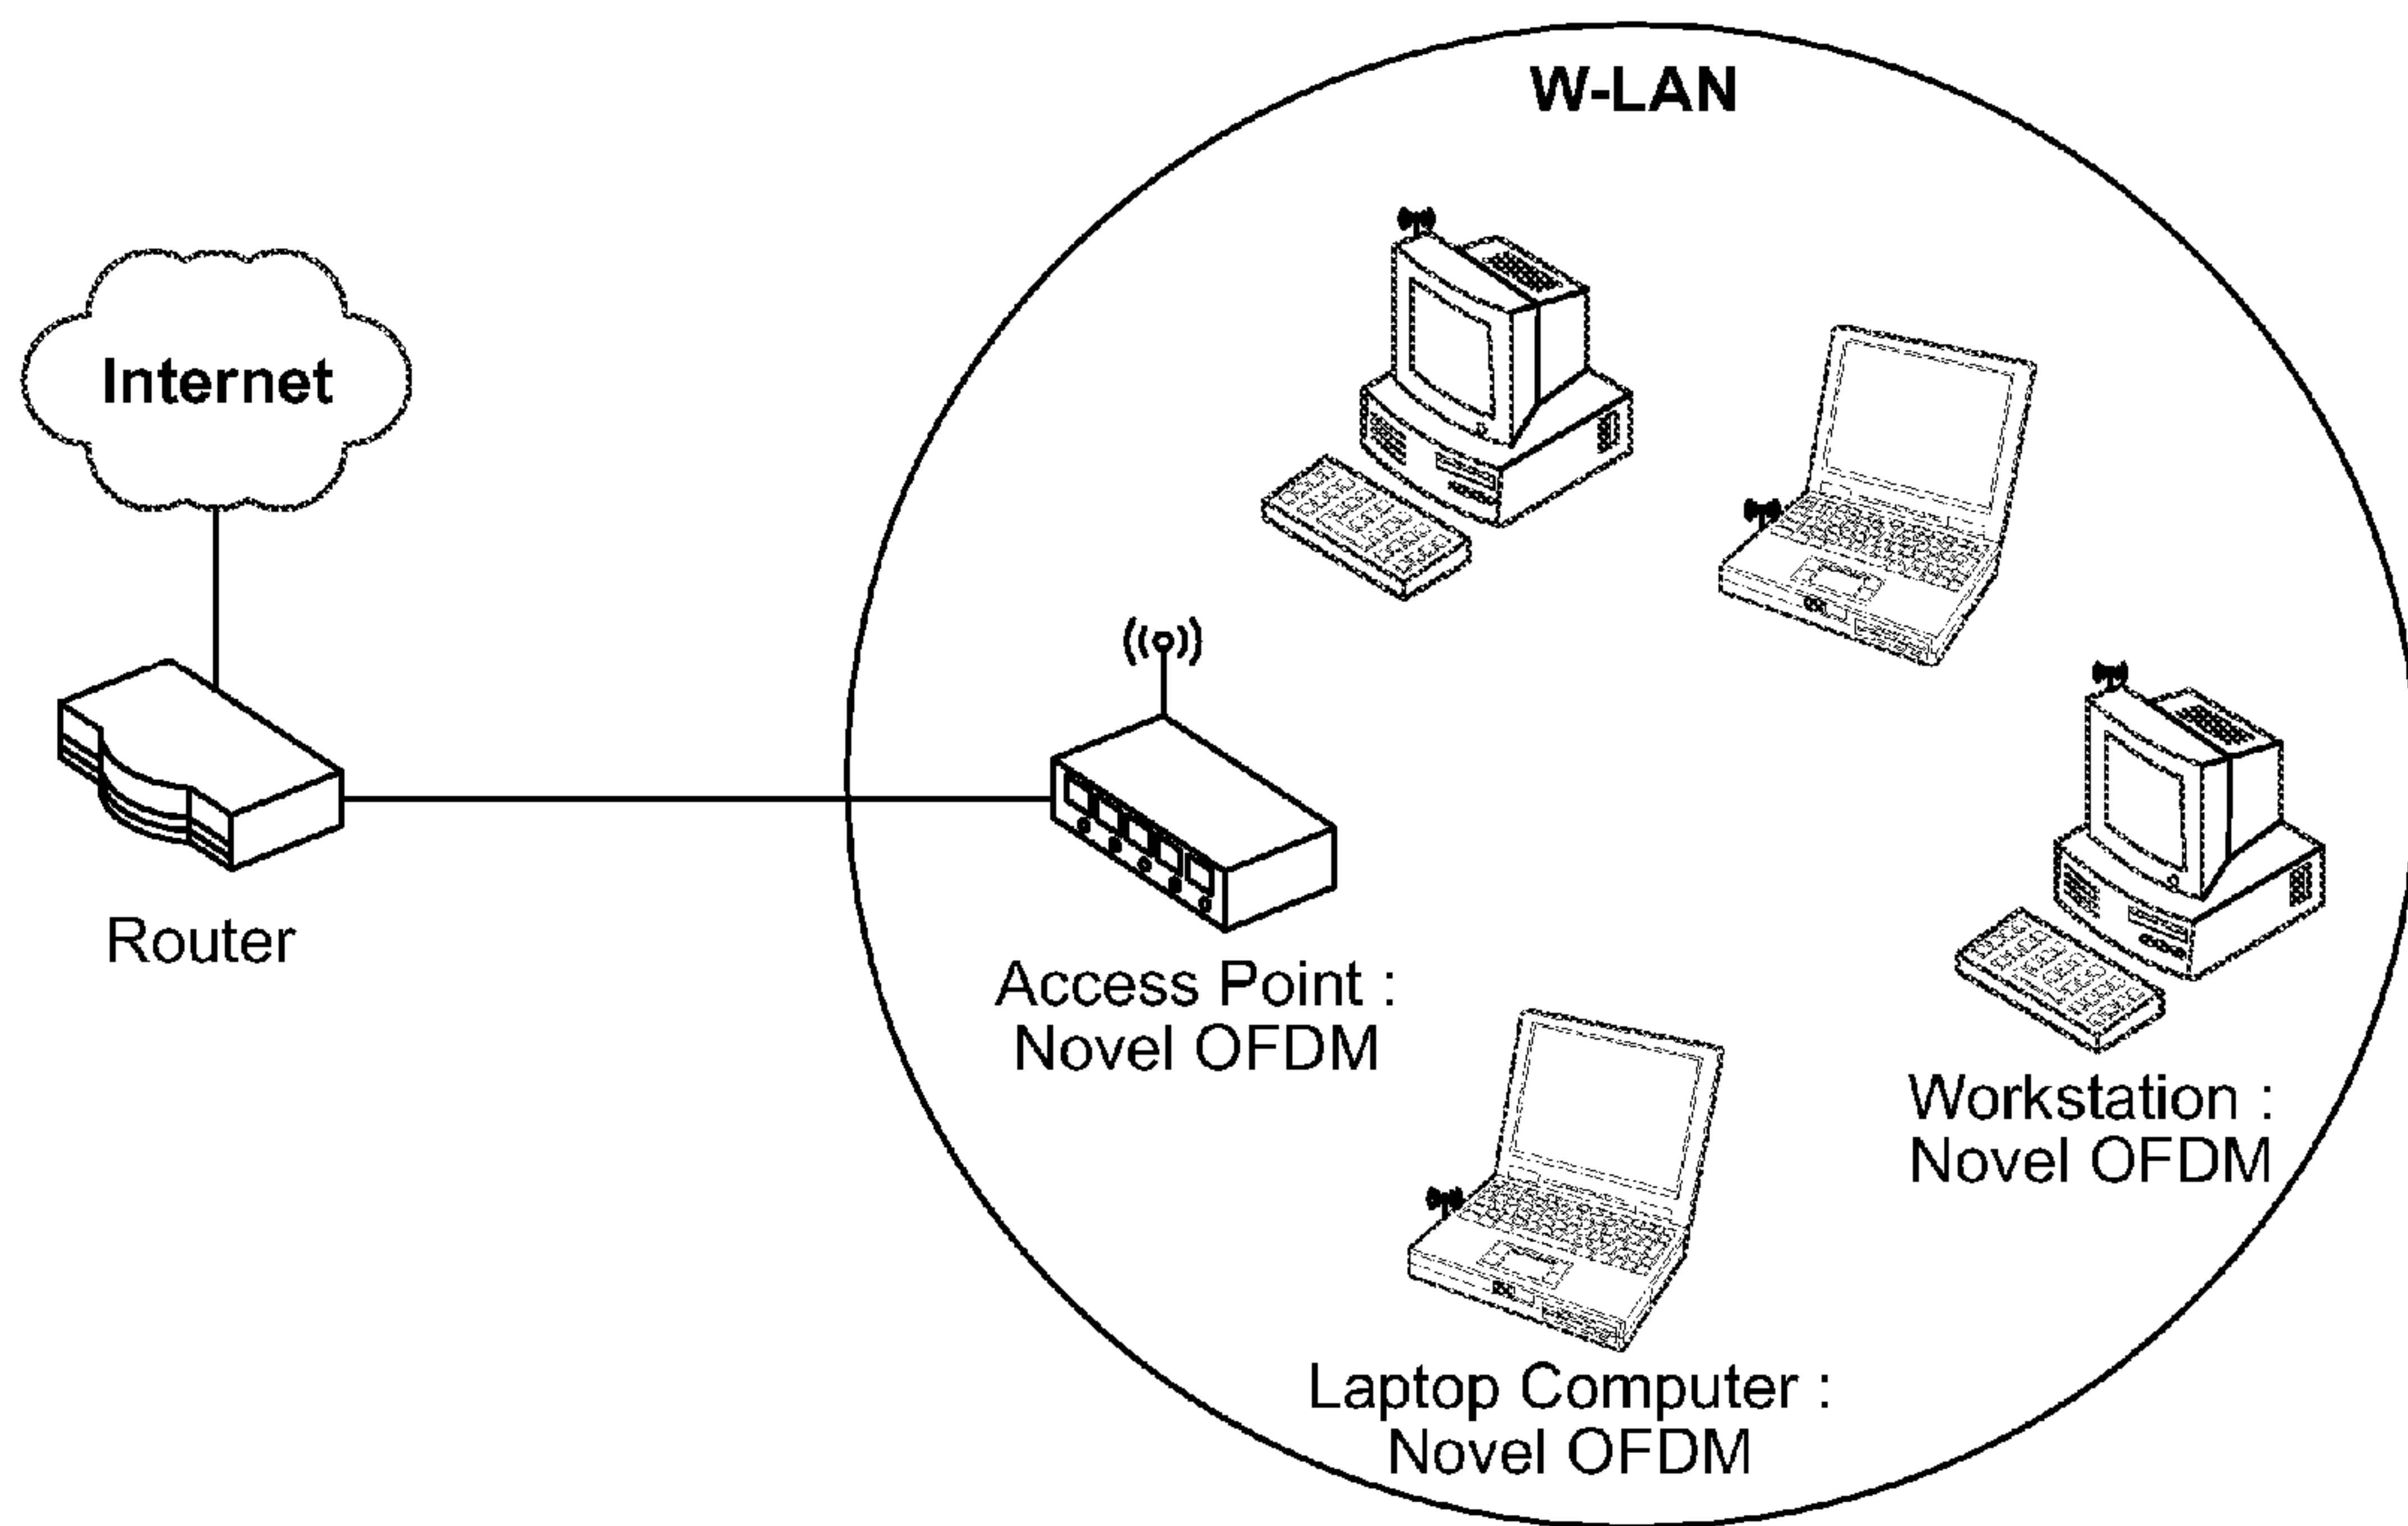 W-LAN
Internet
Router
Access Point :
Novel OFDM
Workstation :
Novel OFDM
Laptop Computer :
Novel OFDM